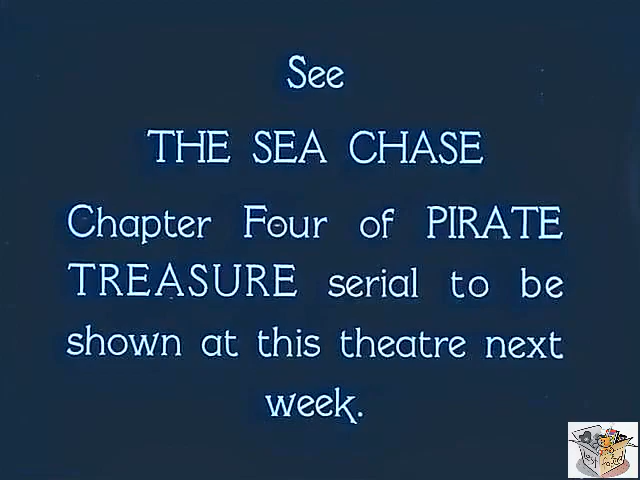 See
THE SEA CHASE
Chapter Four of PIRATE
TREASURE serial to be
shown at this theatre next
week.